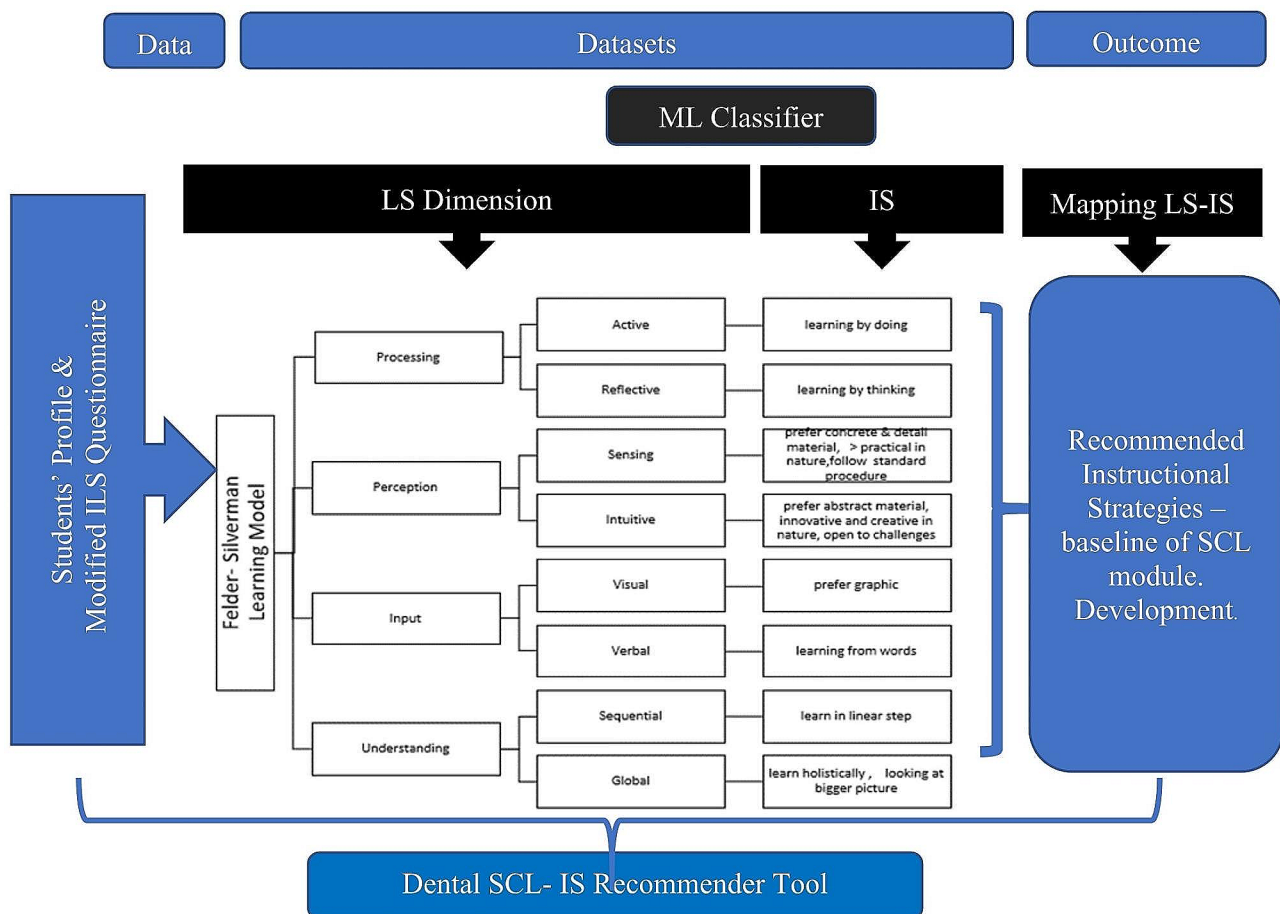 Data
Datasets
Outcome
ML Classifier
LS Dimension
IS
Mapping LS-IS
Students' Profile &
Modified ILS Questionnaire
Felder- Silverman
Learning Model
Processing
Perception
Input
Understanding
Active
learning by doing
Reflective
learning by thinking
Sensing
prefer concrete & detail
material, > practical in
nature,follow standard
procedure
Intuitive
prefer abstract material,
innovative and creative in
nature, open to challenges
Visual
prefer graphic
Verbal
learning from words
Sequential
learn in linear step
Global
learn holistically , looking at
bigger picture
Recommended
Instructional
Strategies –
baseline of SCL
module.
Development.
Dental SCL- IS Recommender Tool